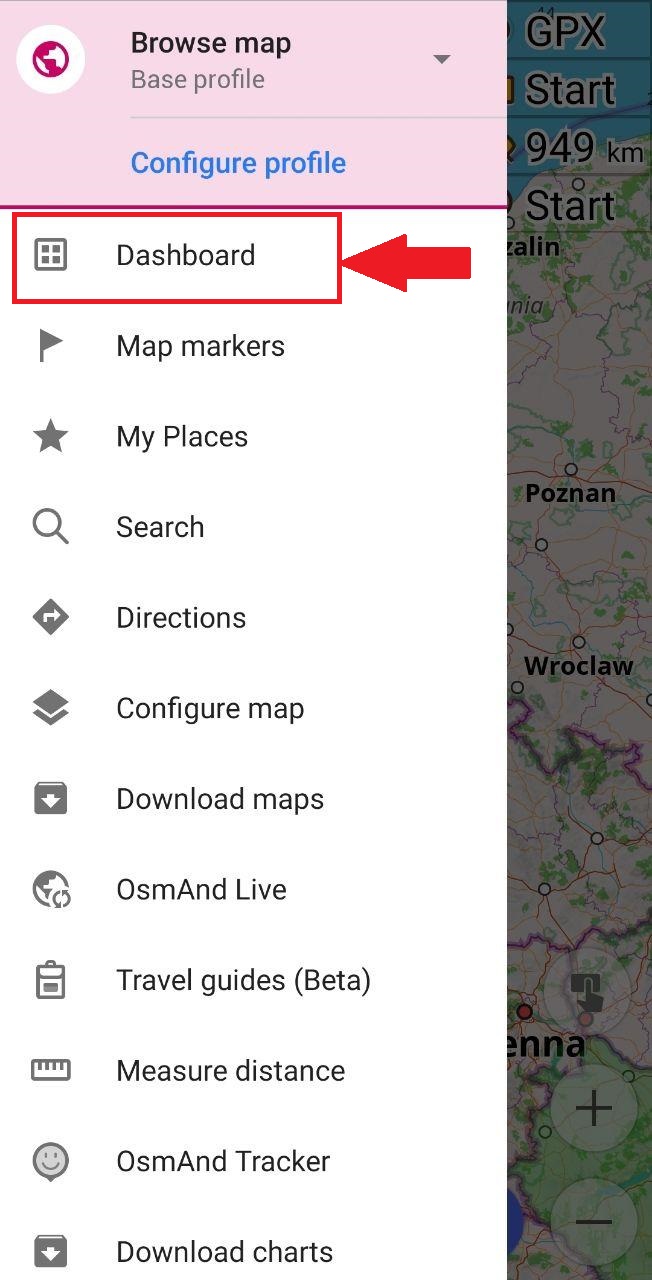 Browse map
Base profile
Configure profile
Dashboard
Map markers
My Places
Search
Directions
Configure map
Download maps
OsmAnd Live
Travel guides (Beta)
Measure distance
OsmAnd Tracker
Download charts
GPX
Start
949 km
Start
zalin
nia
Poznan
Wroclaw
enna